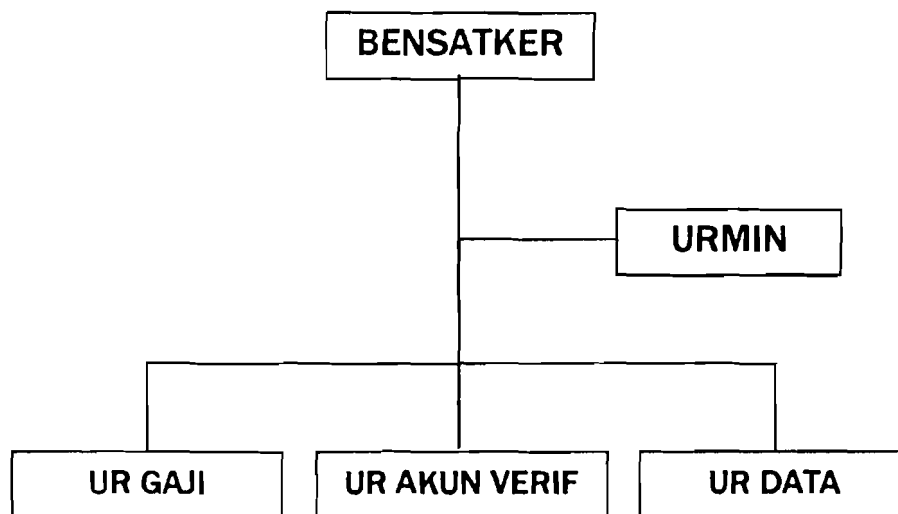 BENSATKER
URMIN
UR GAJI
UR AKUN VERIF
UR DATA